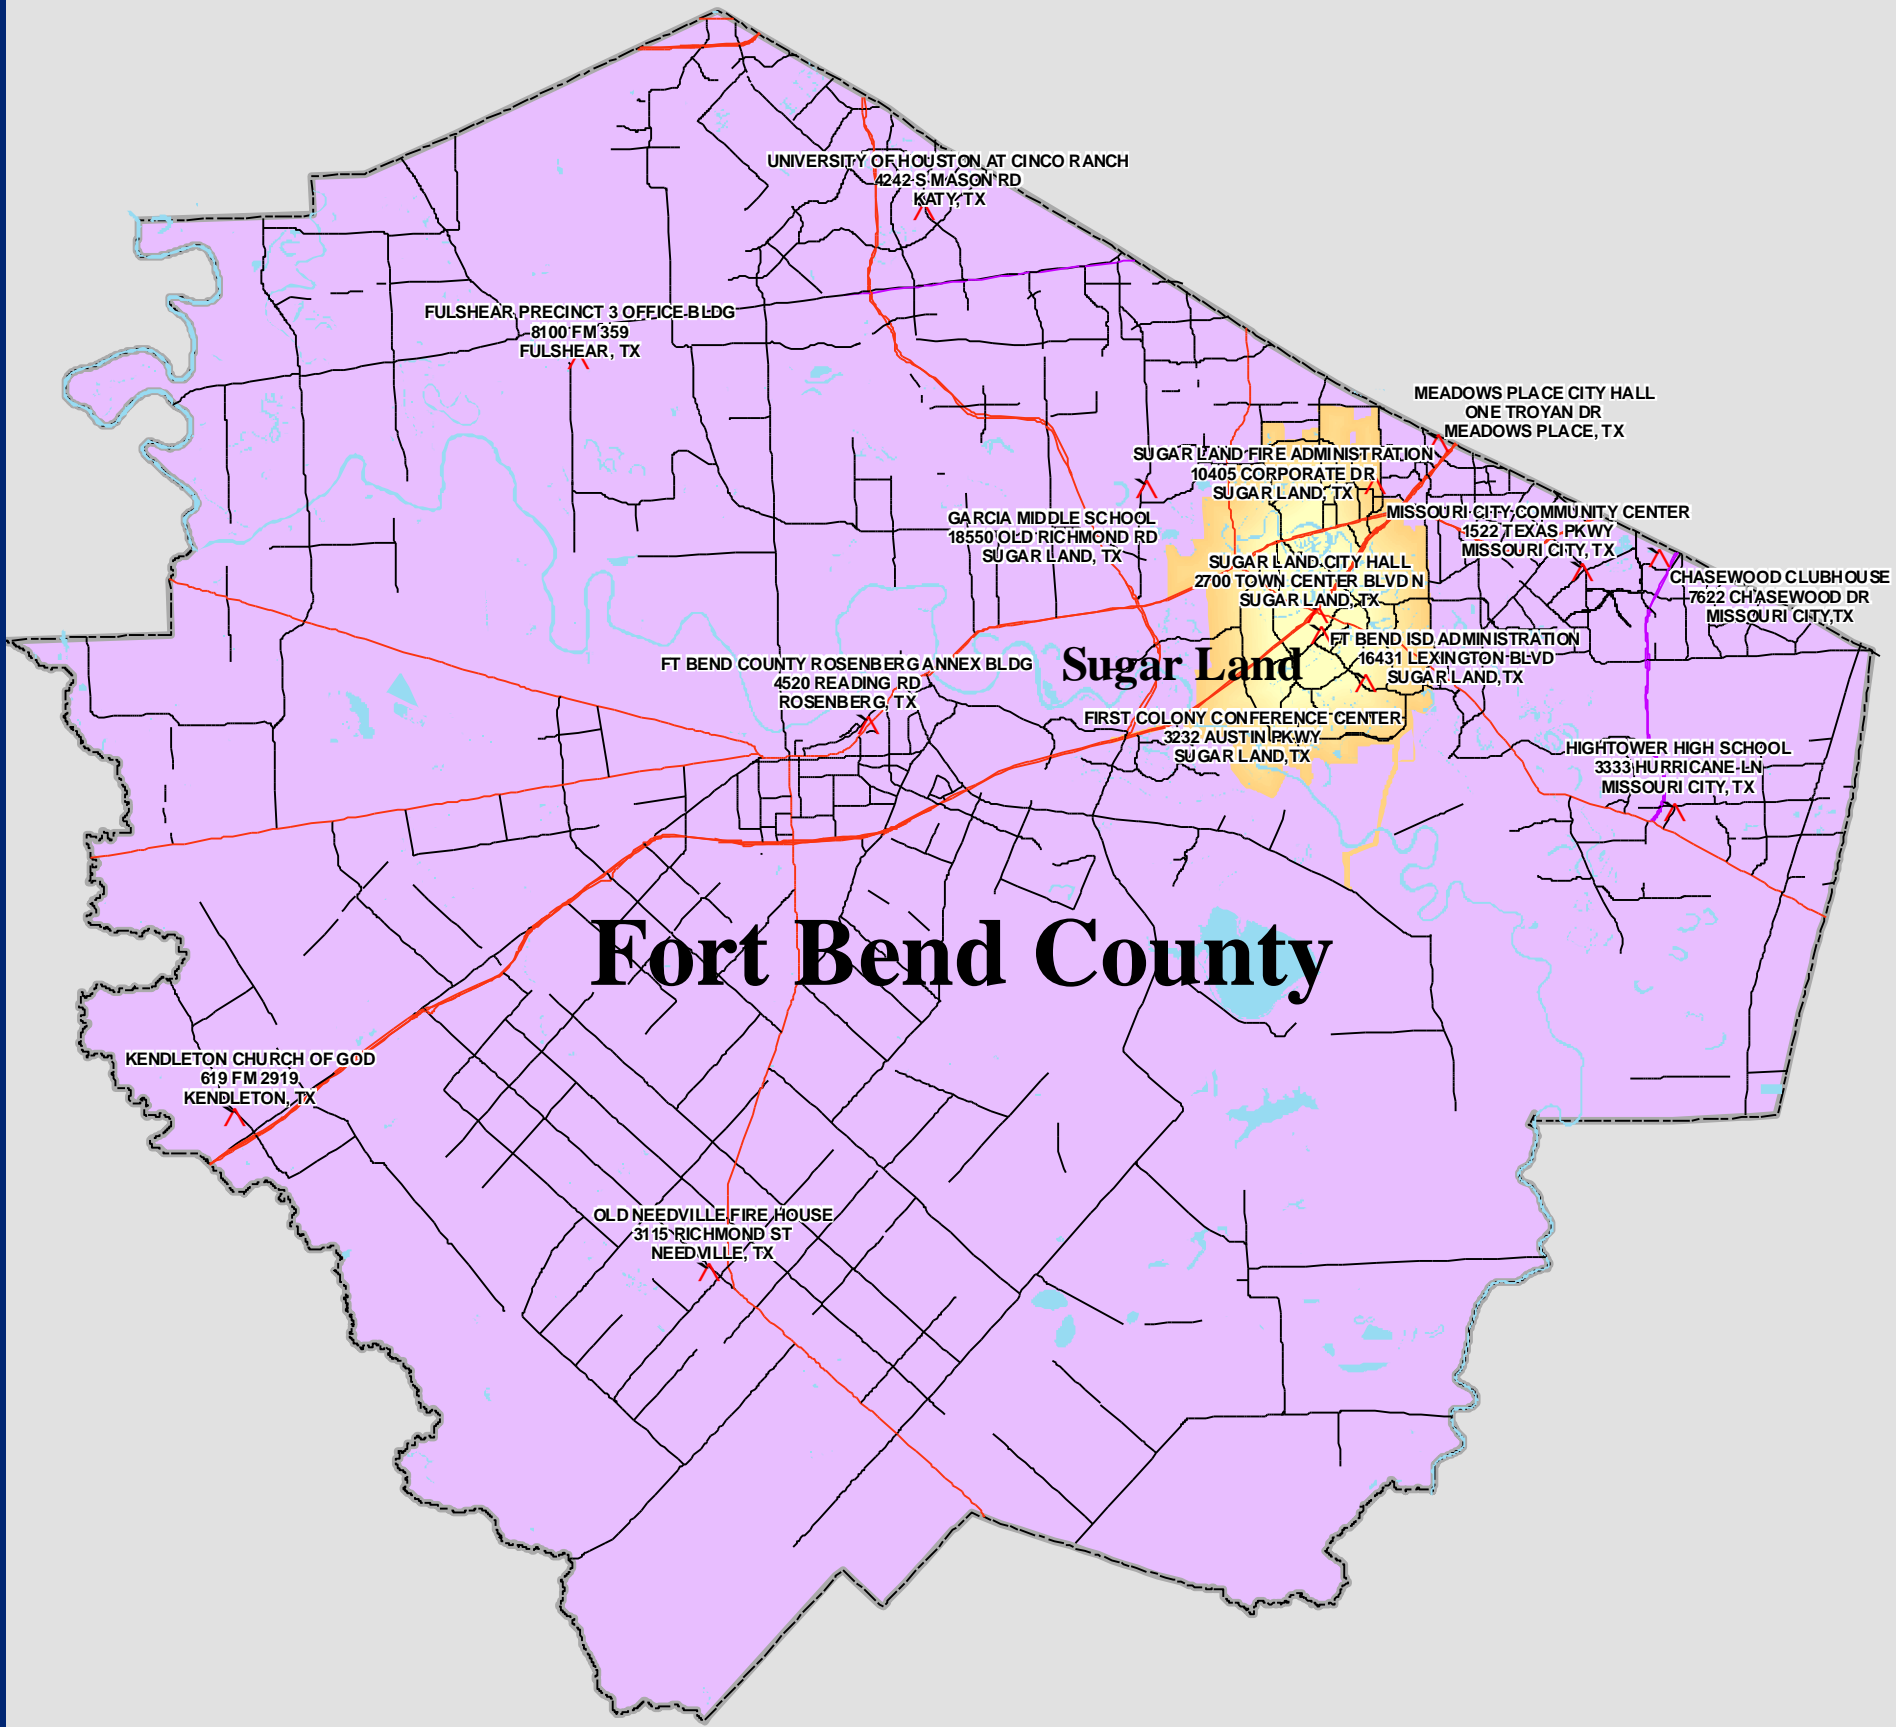 UNIVERSITY OF HOUSTON AT CINCO RANCH
4242 S MASON RD
KATY, TX
FULSHEAR PRECINCT 3 OFFICE BLDG
8100 FM 359
FULSHEAR, TX
MEADOWS PLACE CITY HALL
ONE TROYAN DR
MEADOWS PLACE, TX
SUGAR LAND FIRE ADMINISTRATION
10405 CORPORATE DR
SUGAR LAND, TX
GARCIA MIDDLE SCHOOL
18550 OLD RICHMOND RD
SUGAR LAND, TX
MISSOURI CITY COMMUNITY CENTER
1522 TEXAS PKWY
MISSOURI CITY, TX
SUGAR LAND CITY HALL
2700 TOWN CENTER BLVD N
SUGAR LAND, TX
CHASEWOOD CLUBHOUSE
7622 CHASEWOOD DR
MISSOURI CITY, TX
FT BEND ISD ADMINISTRATION
16431 LEXINGTON BLVD
SUGAR LAND, TX
Sugar Land
FT BEND COUNTY ROSENBERG ANNEX BLDG
4520 READING RD
ROSENBERG, TX
FIRST COLONY CONFERENCE CENTER
3232 AUSTIN PKWY
SUGAR LAND, TX
HIGHTOWER HIGH SCHOOL
3333 HURRICANE LN
MISSOURI CITY, TX
Fort Bend County
KENDLETON CHURCH OF GOD
619 FM 2919
KENDLETON, TX
OLD NEEDVILLE FIRE HOUSE
3115 RICHMOND ST
NEEDVILLE, TX